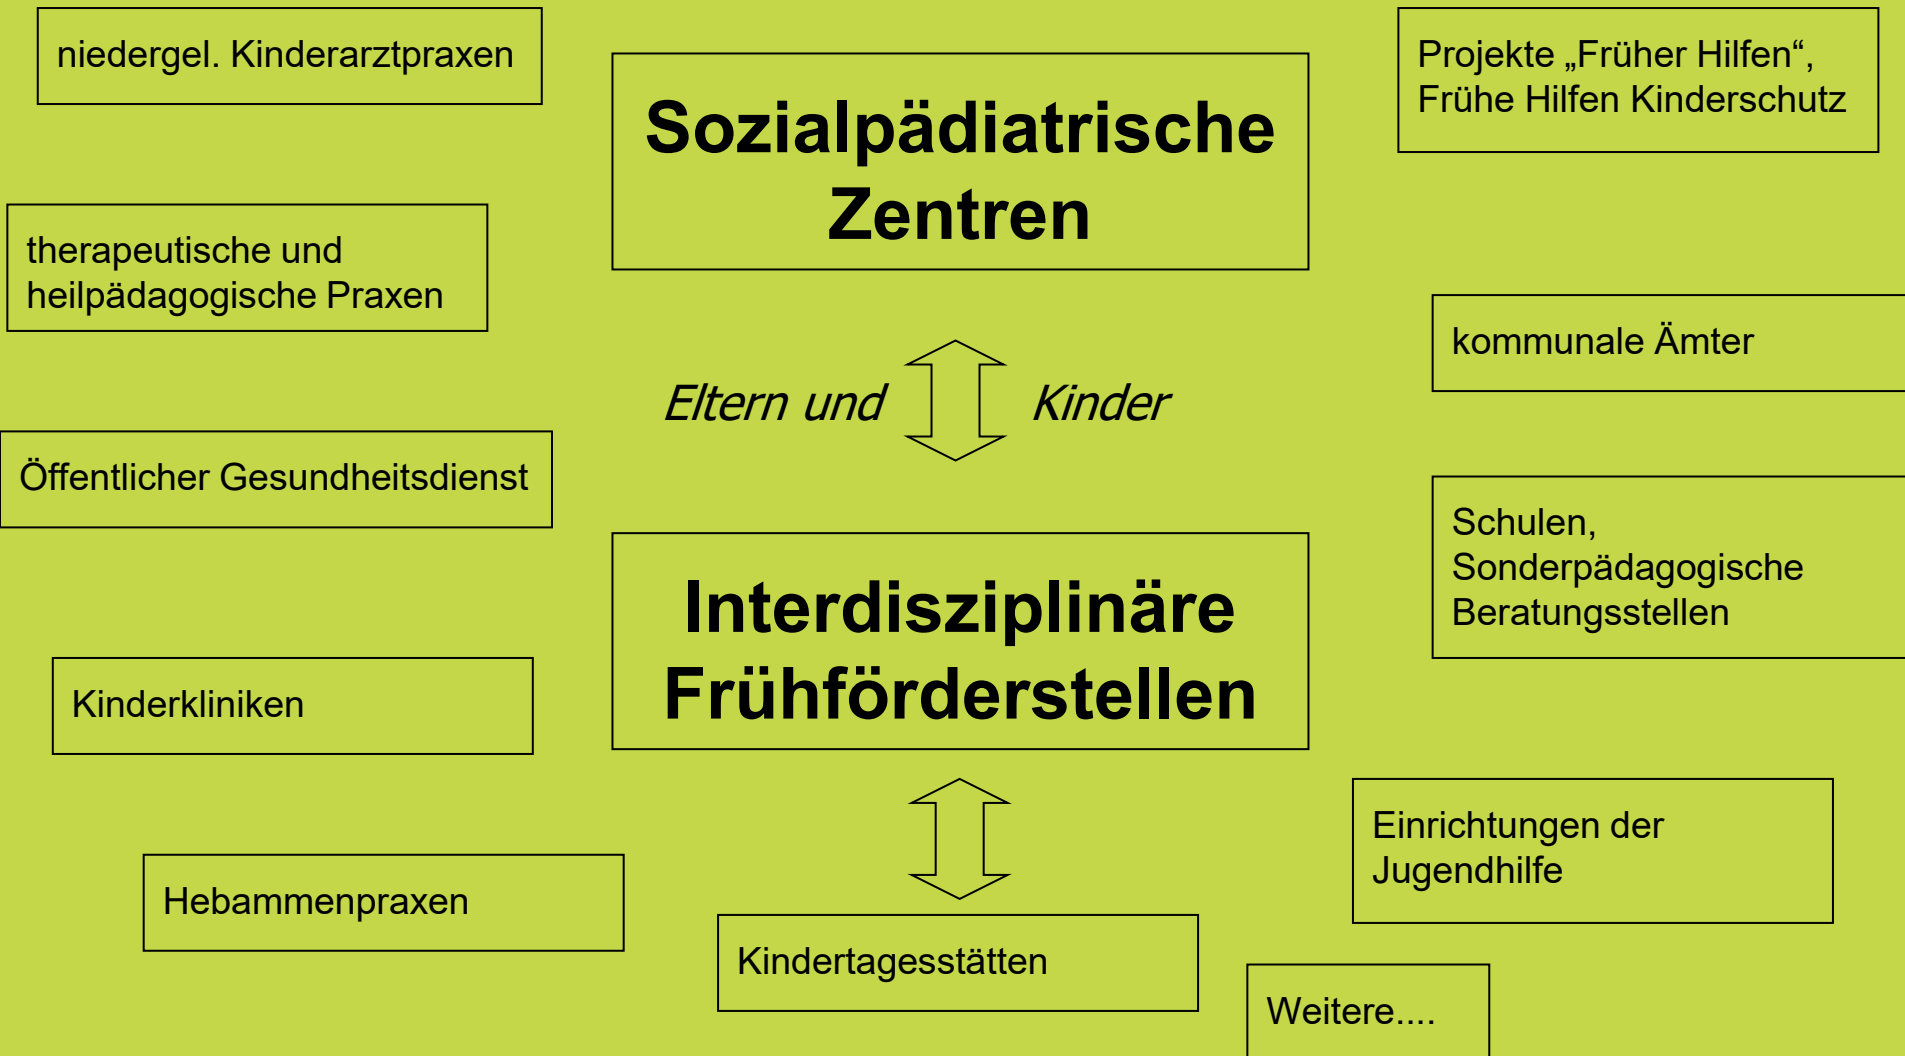 niedergel. Kinderarztpraxen
Sozialpädiatrische
Zentren
Projekte „Früher Hilfen“,
Frühe Hilfen Kinderschutz
therapeutische und
heilpädagogische Praxen
kommunale Ämter
Eltern und
Kinder
Öffentlicher Gesundheitsdienst
Schulen,
Sonderpädagogische
Beratungsstellen
Interdisziplinäre
Frühförderstellen
Kinderkliniken
Einrichtungen der
Jugendhilfe
Hebammenpraxen
Kindertagesstätten
Weitere....